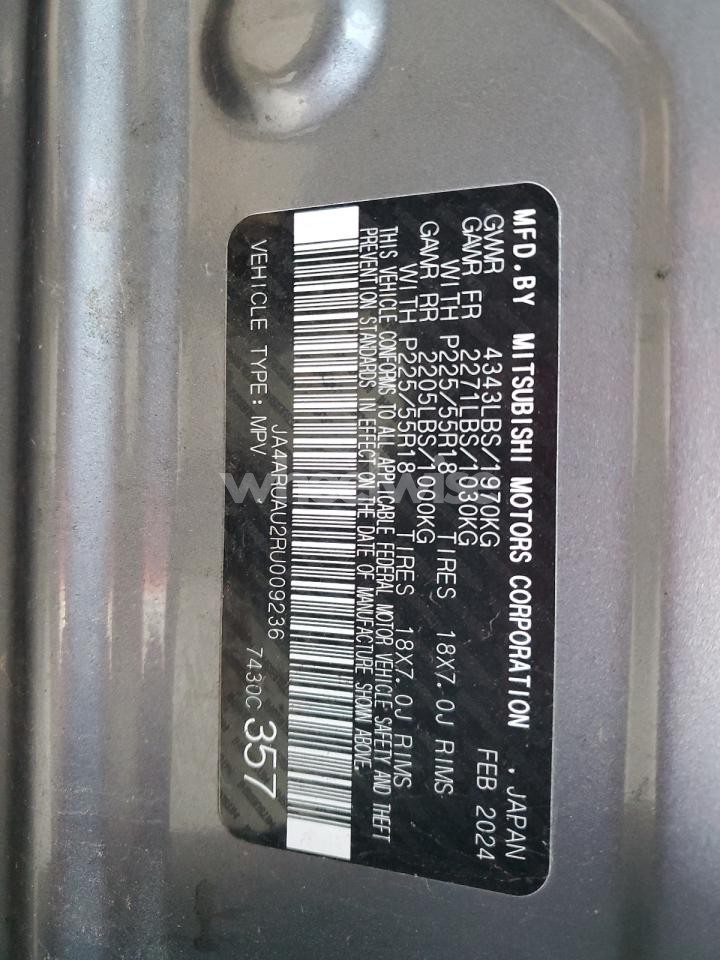 MFD. BY MITSUBISHI MOTORS CORPORATION , JAPAN
GVWR 4343LBS/1970KG FEB 2024
GAWR FR 2271LBS/1030KG
WITH P225/55R18 TIRES 18X7.0J RIMS
GAWR RR 2205LBS/1000KG
WITH P225/55R18 TIRES 18X7.0J RIMS
THIS VEHICLE CONFORMS TO ALL APPLICABLE FEDERAL MOTOR VEHICLE SAFETY AND THEFT
PREVENTION STANDARDS IN EFFECT ON THE DATE OF MANUFACTURE SHOWN ABOVE.
JA4ARUAU2RU009236
VEHICLE TYPE: MPV 7430C 357